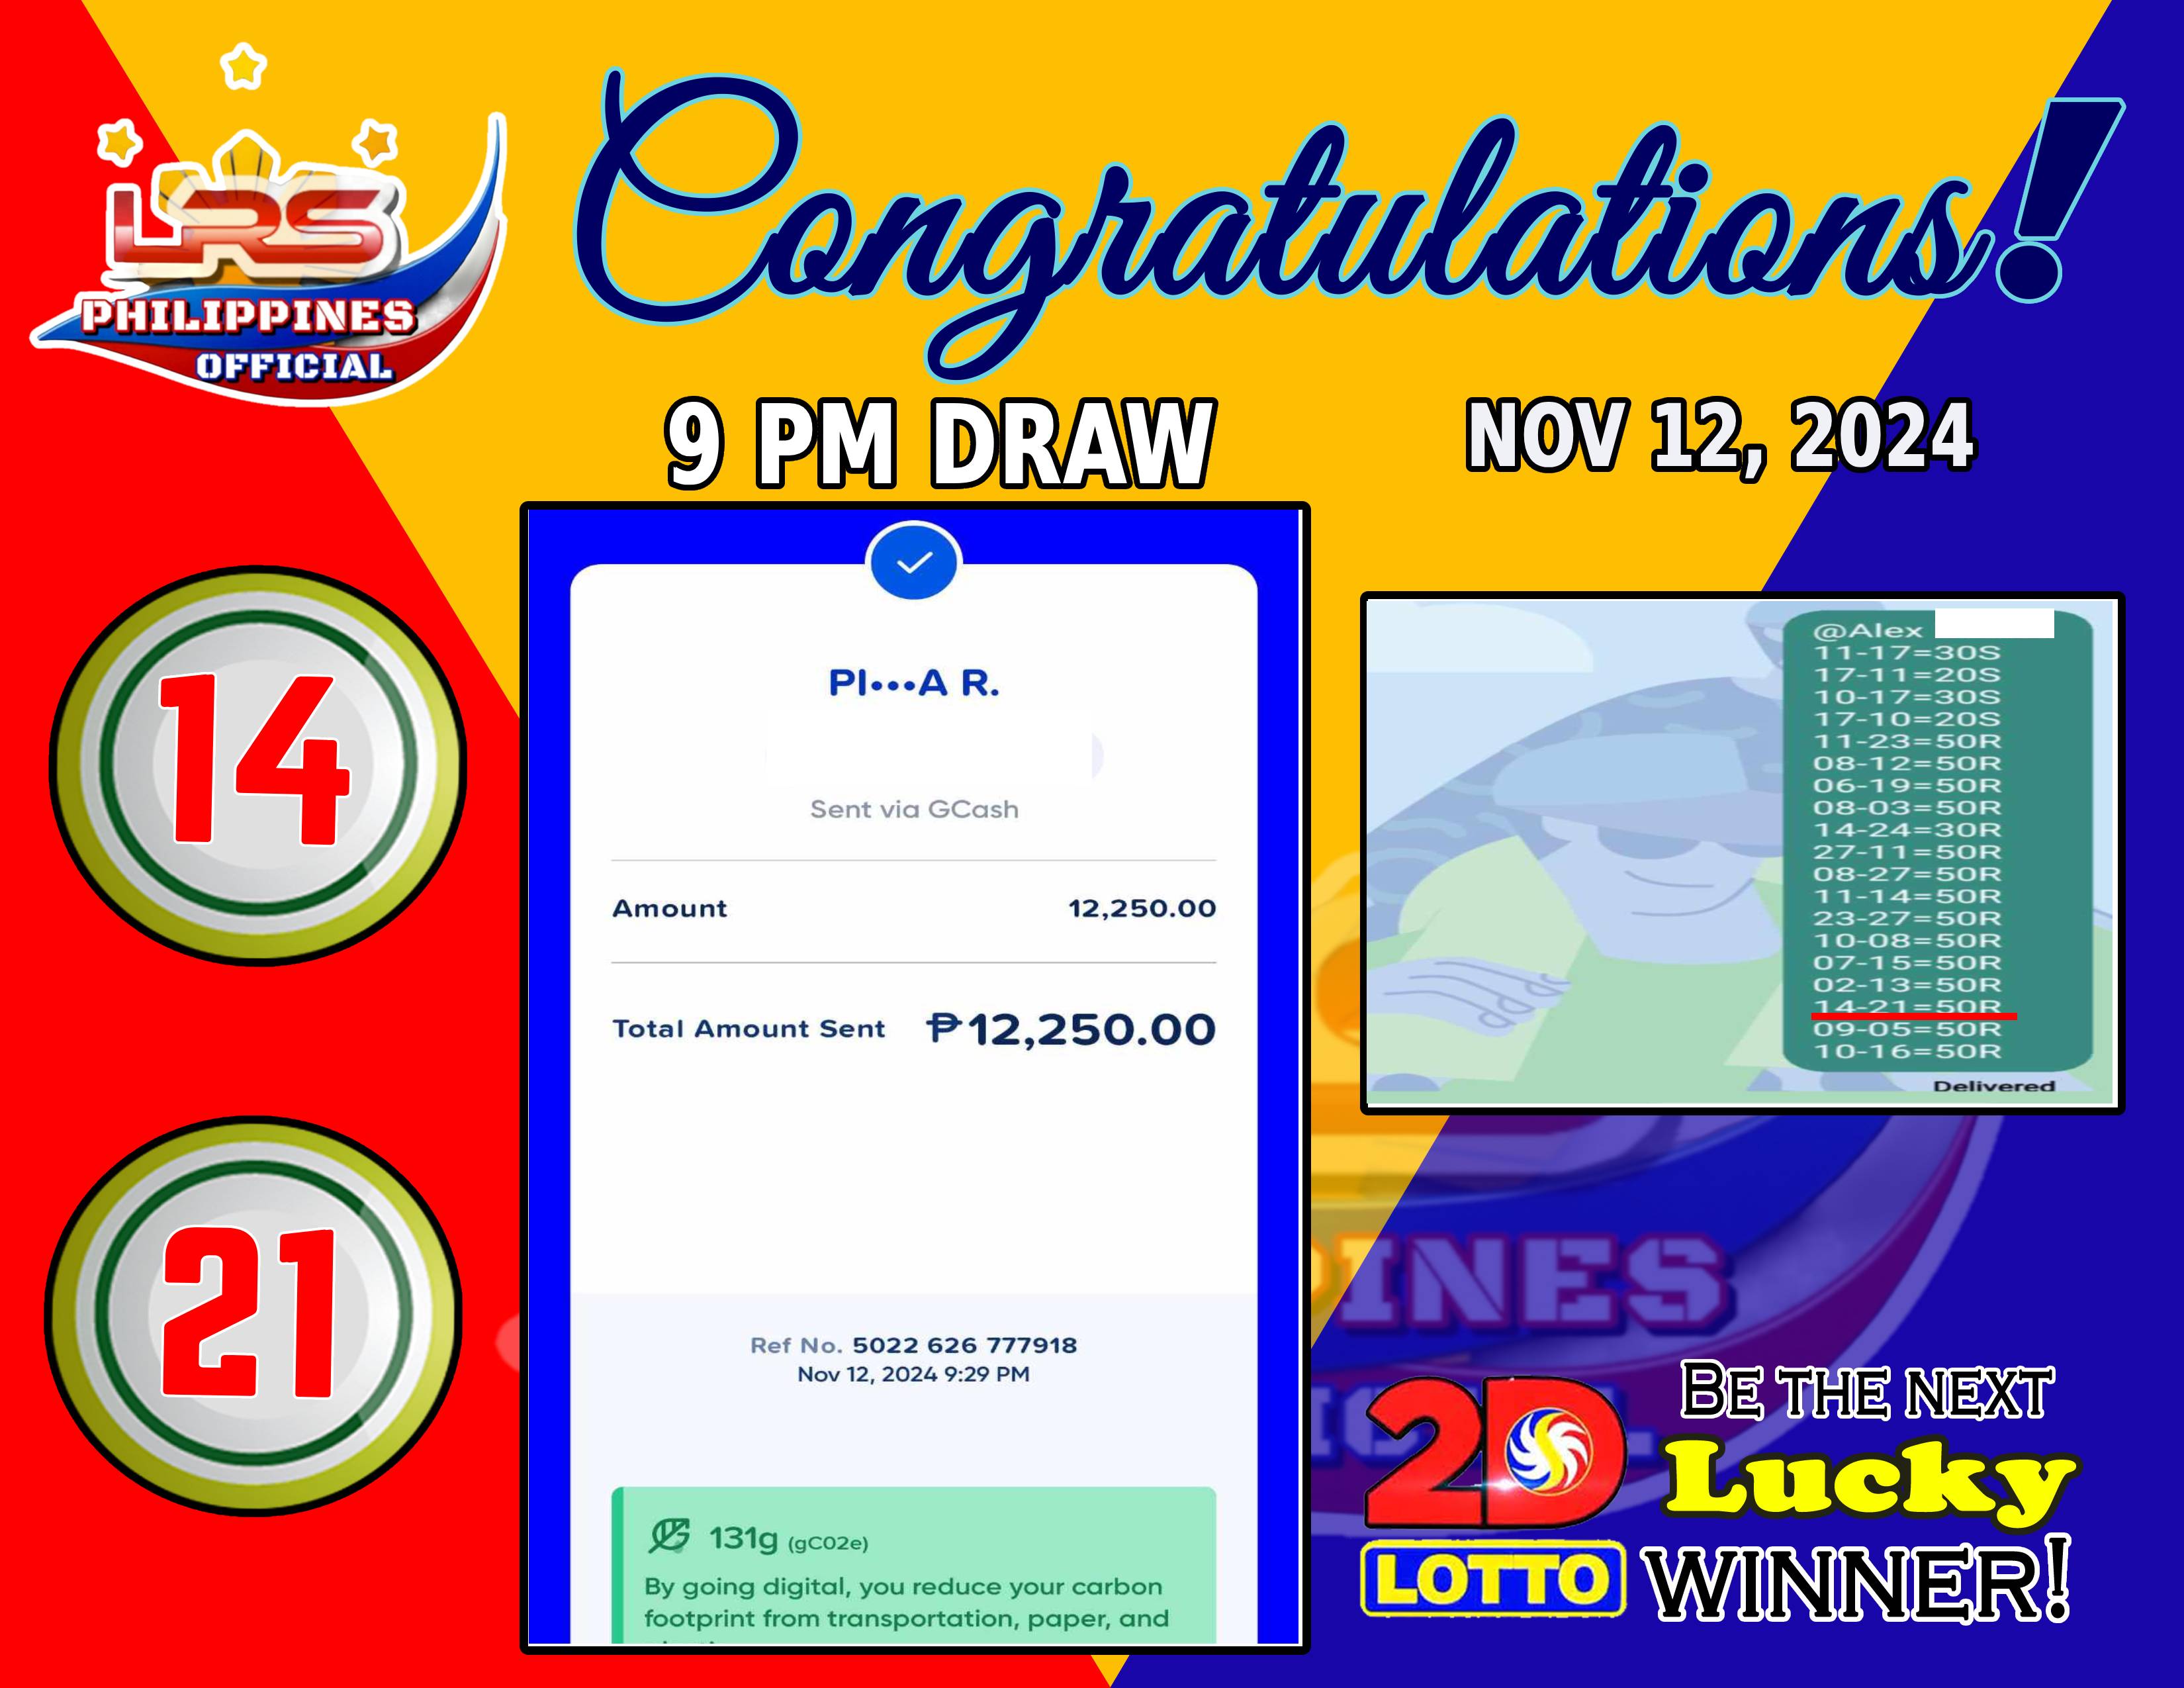 LRS
PHILIPPINES
OFFICIAL
Congratulations!
9 PM DRAW
NOV 12, 2024
14
21
PI•••A R.
Sent via GCash
Amount 12,250.00
Total Amount Sent ₱12,250.00
Ref No. 5022 626 777918
Nov 12, 2024 9:29 PM
131g (gC02e)
By going digital, you reduce your carbon
footprint from transportation, paper, and
@Alex
11-17=30S
17-11=20S
10-17=30S
17-10=20S
11-23=50R
08-12=50R
06-19=50R
08-03=50R
14-24=30R
27-11=50R
08-27=50R
11-14=50R
23-27=50R
10-08=50R
07-15=50R
02-13=50R
14-21=50R
09-05=50R
10-16=50R
Delivered
PINES
2D
LOTTO
BE THE NEXT
Lucky
WINNER!